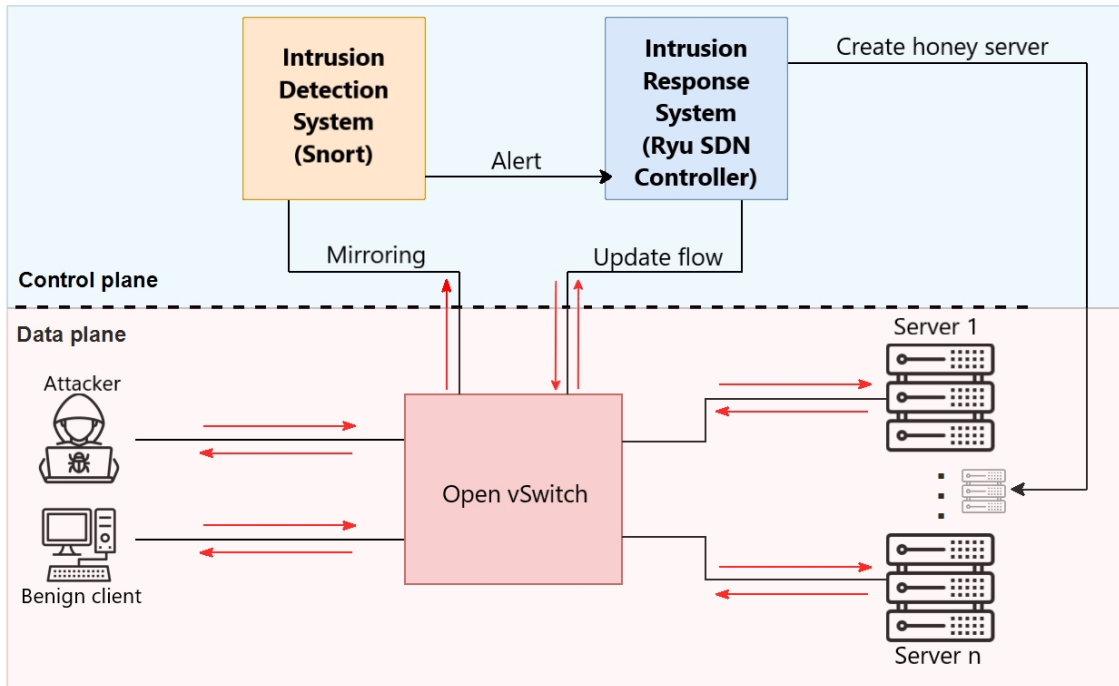 Intrusion
Detection
System
(Snort)
Intrusion
Response
System
(Ryu SDN
Controller)
Create honey server
Alert
Mirroring
Update flow
Control plane
Data plane
Server 1
Attacker
Open vSwitch
Benign client
Server n